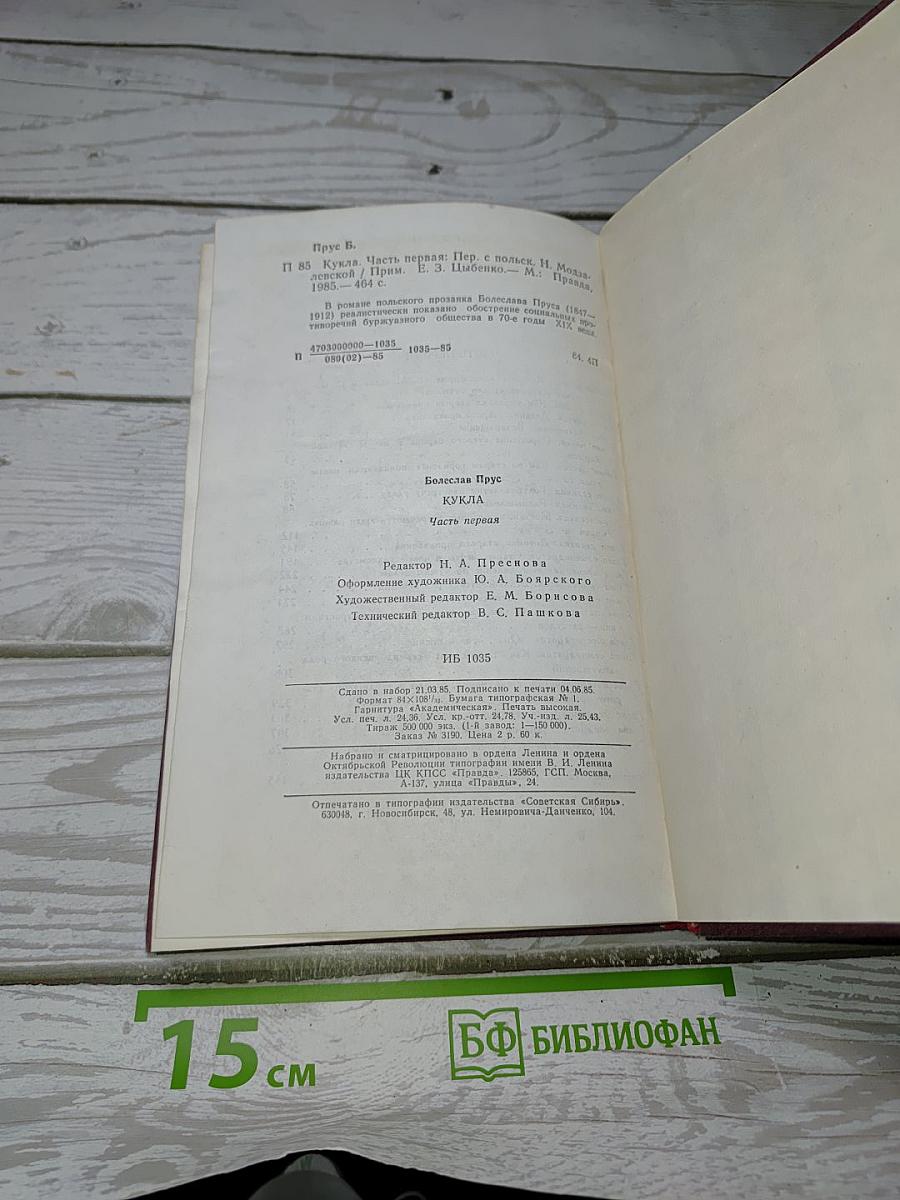 Прус Б.
П 85 Кукла. Часть первая: Пер. с польск. Н. Модза-
левской / Прим. Е. З. Цыбенко.— М.: Правда,
1985.— 464 с.
В романе польского прозаика Болеслава Пруса (1847—
1912) реалистически показано обострение социальных про-
тиворечий буржуазного общества в 70-е годы XIX века.
П 4703000000—1035 1035—85
080(02)—85
84. 4П
Болеслав Прус
КУКЛА
Часть первая
Редактор Н. А. Преснова
Оформление художника Ю. А. Боярского
Художественный редактор Е. М. Борисова
Технический редактор В. С. Пашкова
ИБ 1035
Сдано в набор 21.03.85. Подписано к печати 04.06.85.
Формат 84×108¹/₃₂. Бумага типографская № 1.
Гарнитура «Академическая». Печать высокая.
Усл. печ. л. 24,36. Усл. кр.-отт. 24,78. Уч.-изд. л. 25,43.
Тираж 500 000 экз. (1-й завод: 1—150 000).
Заказ № 3190. Цена 2 р. 60 к.
Набрано и сматрицировано в ордена Ленина и ордена
Октябрьской Революции типографии имени В. И. Ленина
издательства ЦК КПСС «Правда». 125865, ГСП. Москва,
А-137, улица «Правды», 24.
Отпечатано в типографии издательства «Советская Сибирь».
630048, г. Новосибирск, 48, ул. Немировича-Данченко, 104.
15 см
БФ БИБЛИОФАН